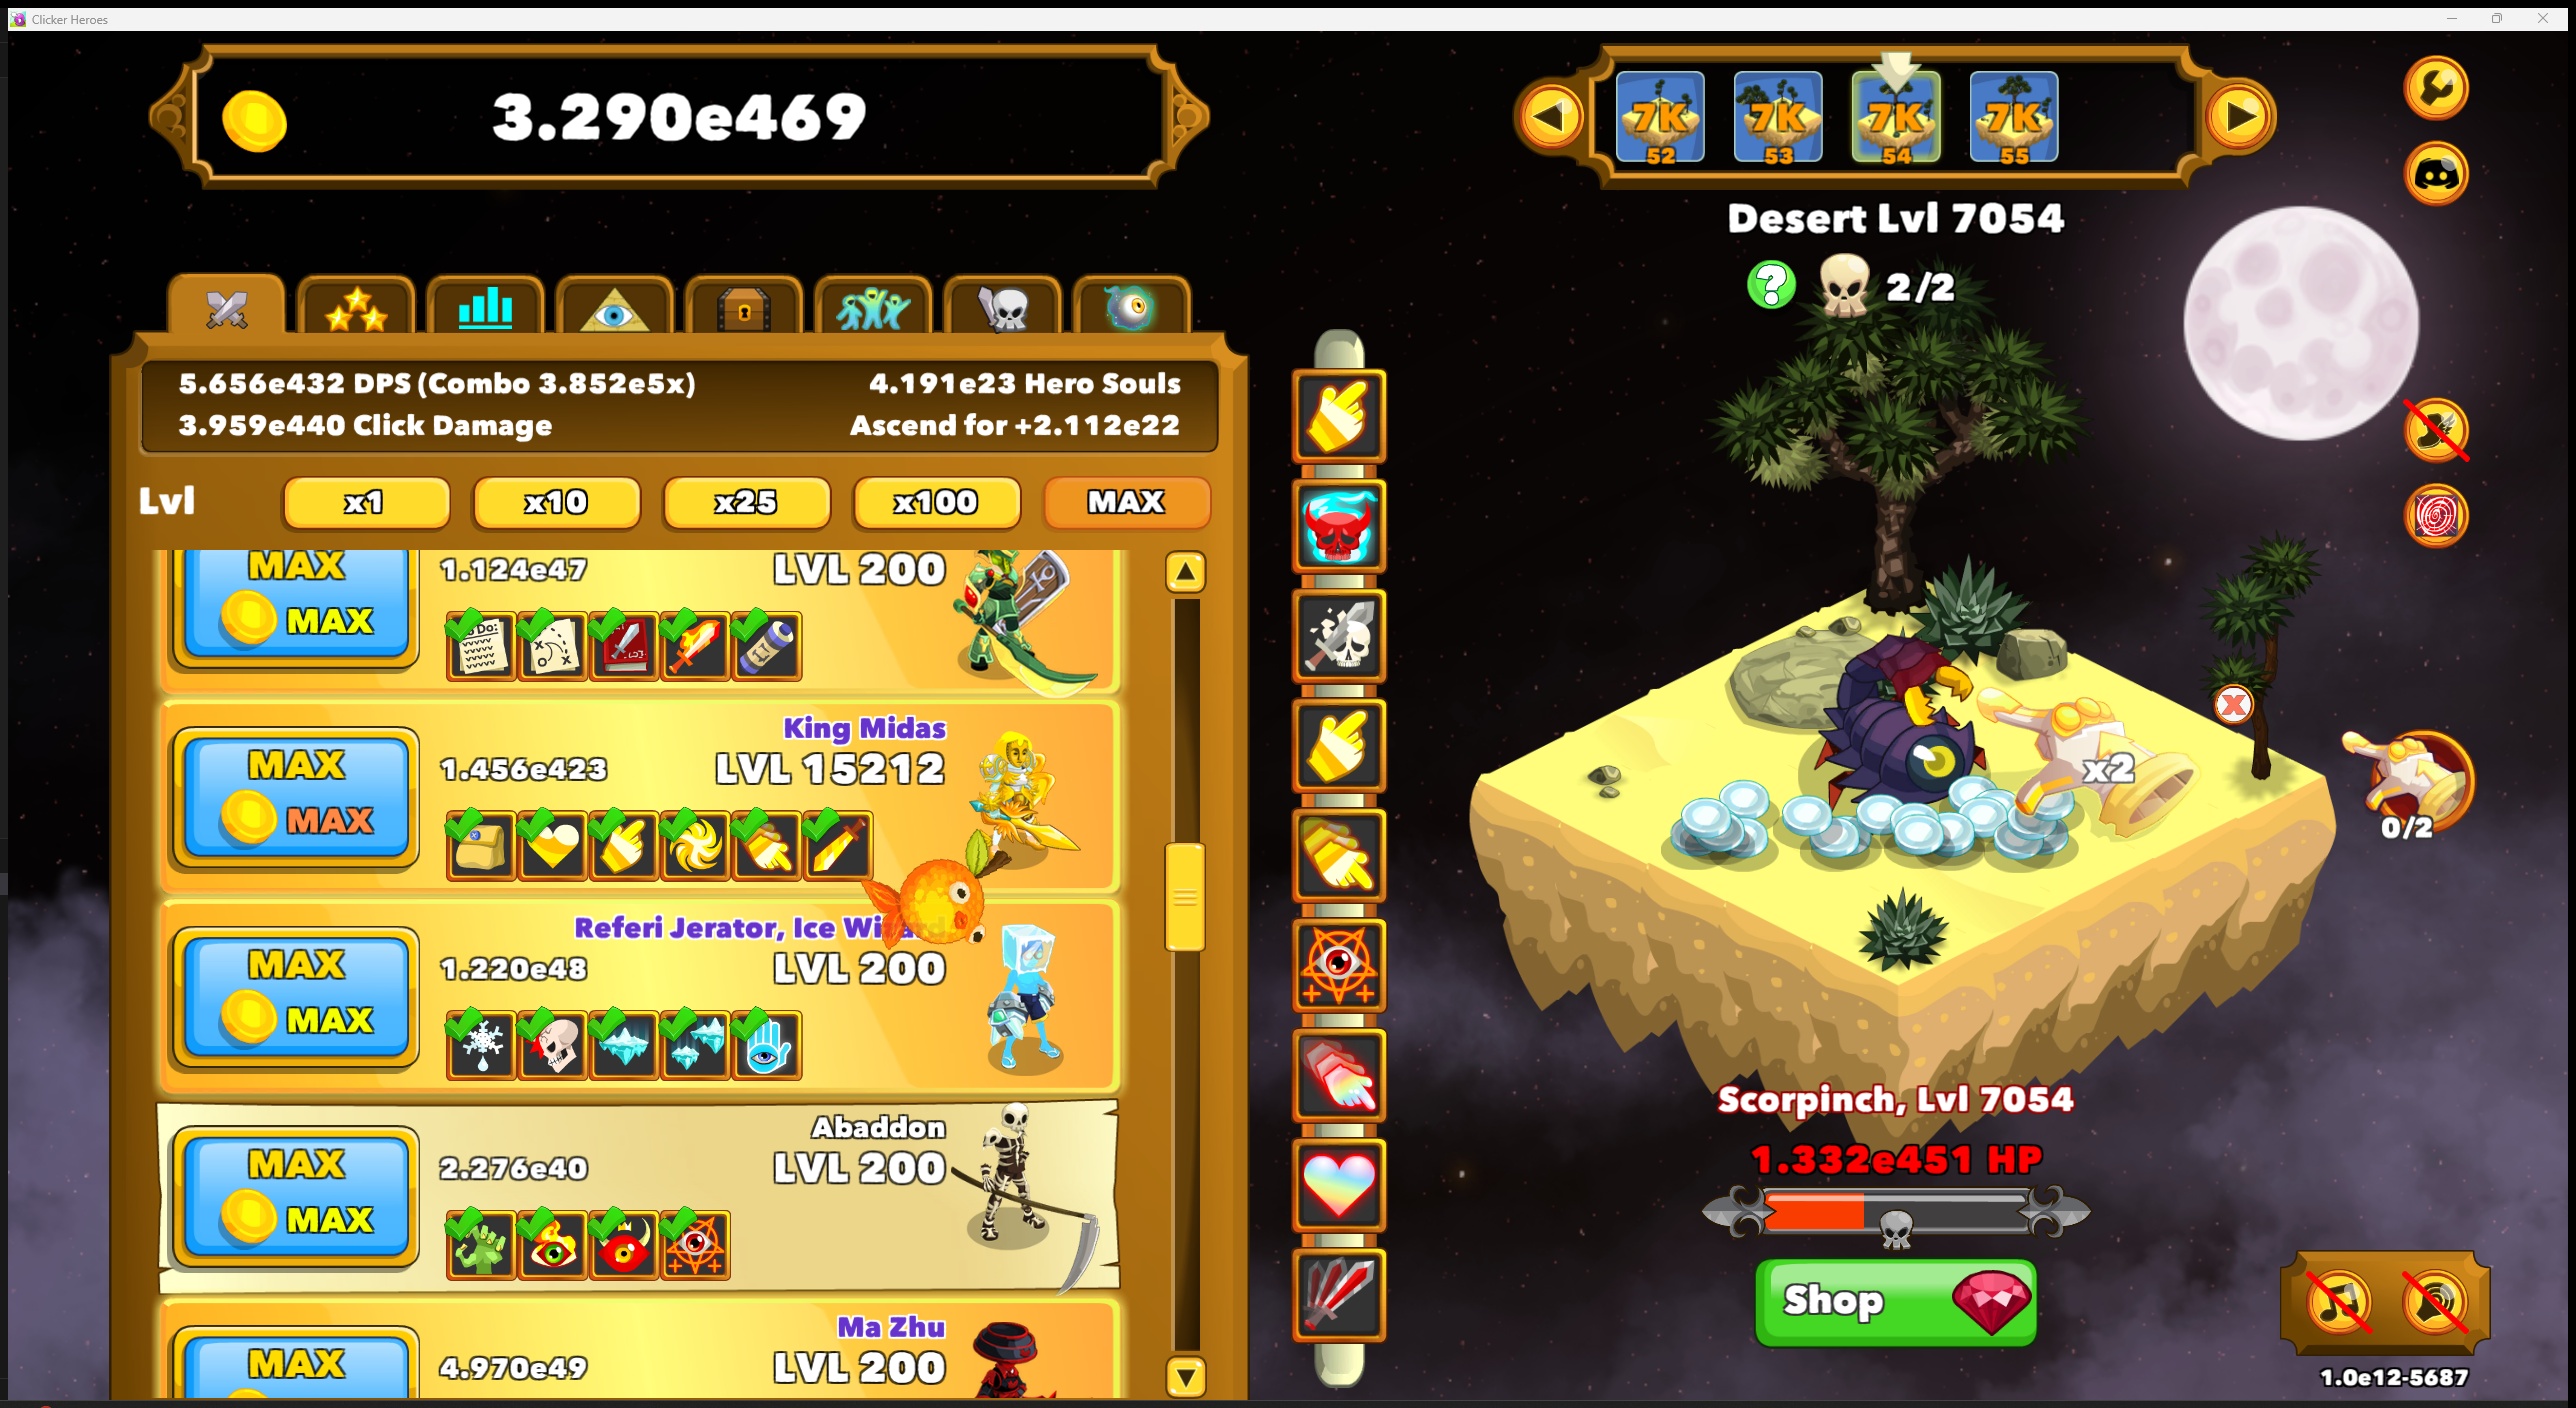 Clicker Heroes
3.290e469
7K 7K 7K 7K
52 53 54 55
Desert Lvl 7054
2/2
5.656e432 DPS (Combo 3.852e5x) 4.191e23 Hero Souls
3.959e440 Click Damage Ascend for +2.112e22
Lvl x1 x10 x25 x100 MAX
MAX 1.124e47 LVL 200
MAX
Do:
King Midas
MAX 1.456e423 LVL 15212
MAX
Referi Jerator, Ice
MAX 1.220e48 LVL 200
MAX
Abaddon
MAX 2.276e40 LVL 200
MAX
Ma Zhu
MAX 4.970e49 LVL 200
x2
0/2
Scorpinch, Lvl 7054
1.332e451 HP
Shop
1.0e12-5687